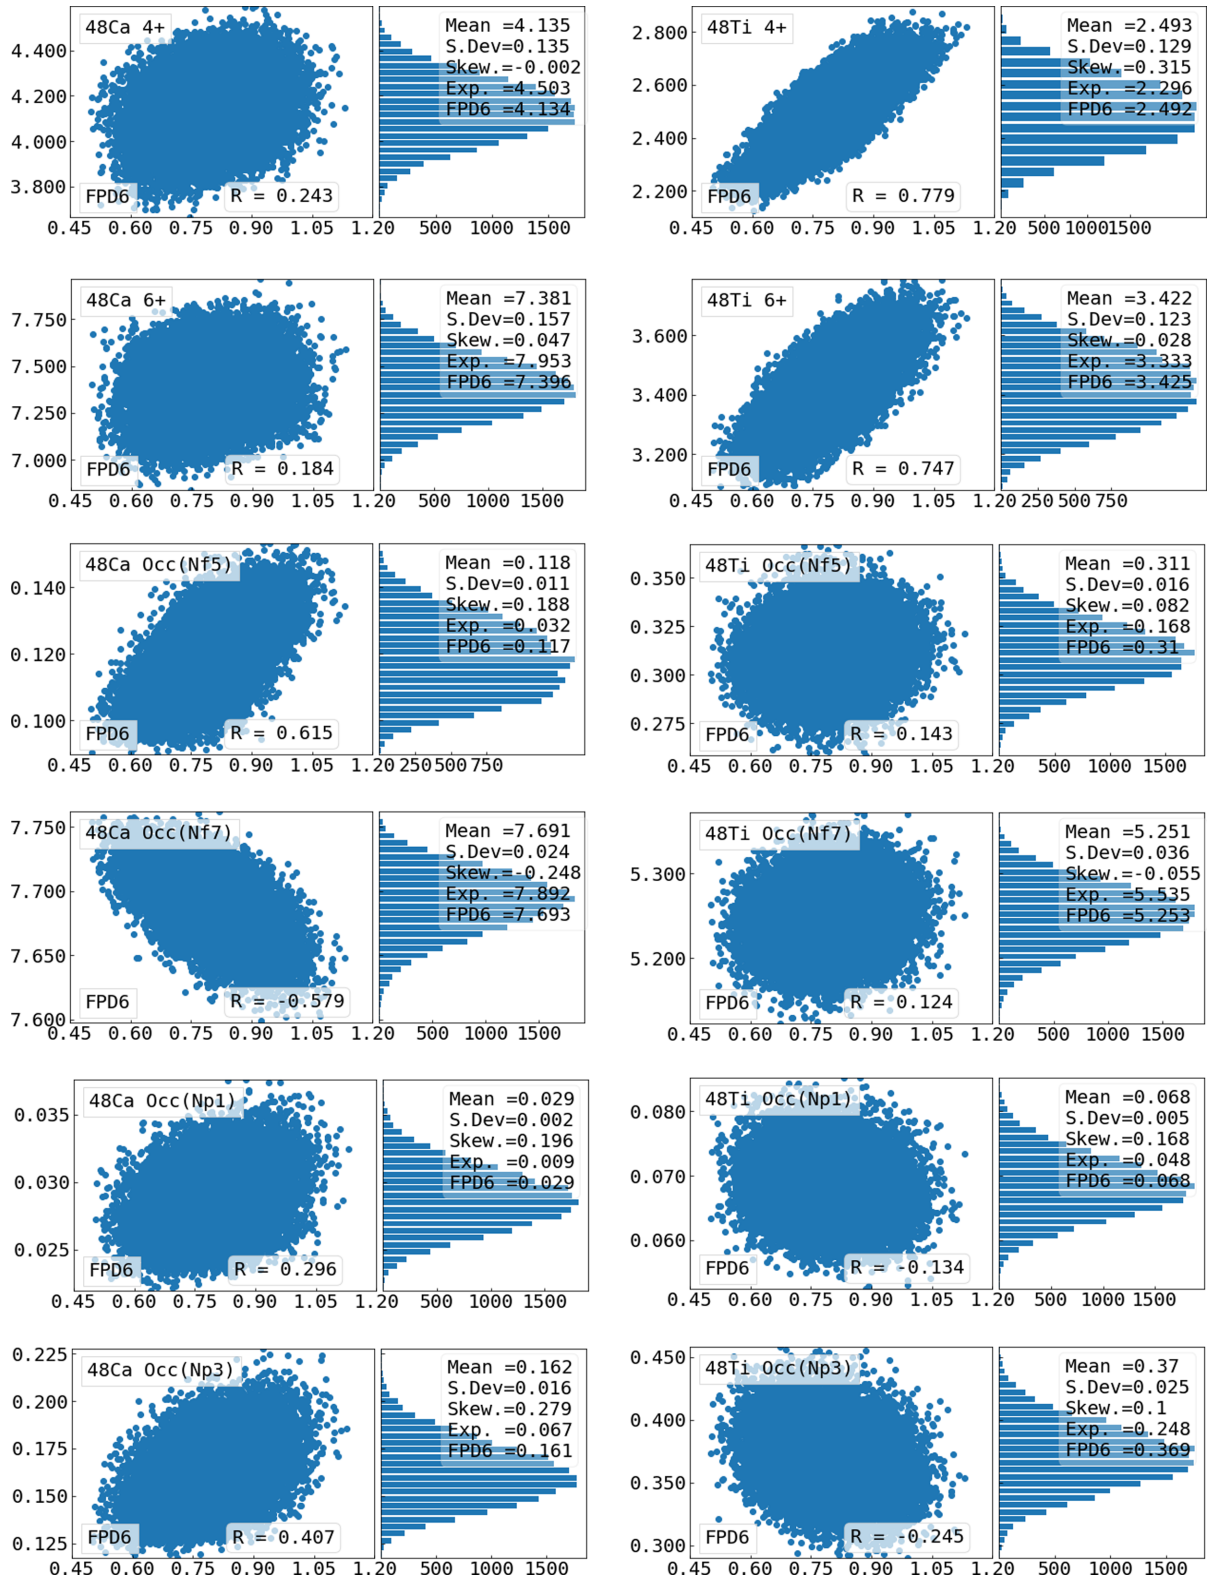 48Ca 4+
4.400
4.200
4.000
3.800
FPD6
R = 0.243
0.45 0.60 0.75 0.90 1.05 1.20 500 1000 1500
Mean =4.135
S.Dev=0.135
Skew.=-0.002
Exp. =4.503
FPD6 =4.134
48Ti 4+
2.800
2.600
2.400
2.200
FPD6
R = 0.779
0.45 0.60 0.75 0.90 1.05 1.20 500 1000 1500
Mean =2.493
S.Dev=0.129
Skew.=0.315
Exp. =2.296
FPD6 =2.492
48Ca 6+
7.750
7.500
7.250
7.000
FPD6
R = 0.184
0.45 0.60 0.75 0.90 1.05 1.20 500 1000 1500
Mean =7.381
S.Dev=0.157
Skew.=0.047
Exp. =7.953
FPD6 =7.396
48Ti 6+
3.600
3.400
3.200
FPD6
R = 0.747
0.45 0.60 0.75 0.90 1.05 1.20 250 500 750
Mean =3.422
S.Dev=0.123
Skew.=0.028
Exp. =3.333
FPD6 =3.425
48Ca Occ(Nf5)
0.140
0.120
0.100
FPD6
R = 0.615
0.45 0.60 0.75 0.90 1.05 1.20 250 500 750
Mean =0.118
S.Dev=0.011
Skew.=0.188
Exp. =0.032
FPD6 =0.117
48Ti Occ(Nf5)
0.350
0.325
0.300
0.275
FPD6
R = 0.143
0.45 0.60 0.75 0.90 1.05 1.20 500 1000 1500
Mean =0.311
S.Dev=0.016
Skew.=0.082
Exp. =0.168
FPD6 =0.31
48Ca Occ(Nf7)
7.750
7.700
7.650
7.600
FPD6
R = -0.579
0.45 0.60 0.75 0.90 1.05 1.20 500 1000 1500
Mean =7.691
S.Dev=0.024
Skew.=-0.248
Exp. =7.892
FPD6 =7.693
48Ti Occ(Nf7)
5.300
5.200
FPD6
R = 0.124
0.45 0.60 0.75 0.90 1.05 1.20 500 1000 1500
Mean =5.251
S.Dev=0.036
Skew.=-0.055
Exp. =5.535
FPD6 =5.253
48Ca Occ(Np1)
0.035
0.030
0.025
FPD6
R = 0.296
0.45 0.60 0.75 0.90 1.05 1.20 500 1000 1500
Mean =0.029
S.Dev=0.002
Skew.=0.196
Exp. =0.009
FPD6 =0.029
48Ti Occ(Np1)
0.080
0.070
0.060
FPD6
R = -0.134
0.45 0.60 0.75 0.90 1.05 1.20 500 1000 1500
Mean =0.068
S.Dev=0.005
Skew.=0.168
Exp. =0.048
FPD6 =0.068
48Ca Occ(Np3)
0.225
0.200
0.175
0.150
0.125
FPD6
R = 0.407
0.45 0.60 0.75 0.90 1.05 1.20 500 1000 1500
Mean =0.162
S.Dev=0.016
Skew.=0.279
Exp. =0.067
FPD6 =0.161
48Ti Occ(Np3)
0.450
0.400
0.350
0.300
FPD6
R = -0.245
0.45 0.60 0.75 0.90 1.05 1.20 500 1000 1500
Mean =0.37
S.Dev=0.025
Skew.=0.1
Exp. =0.248
FPD6 =0.369